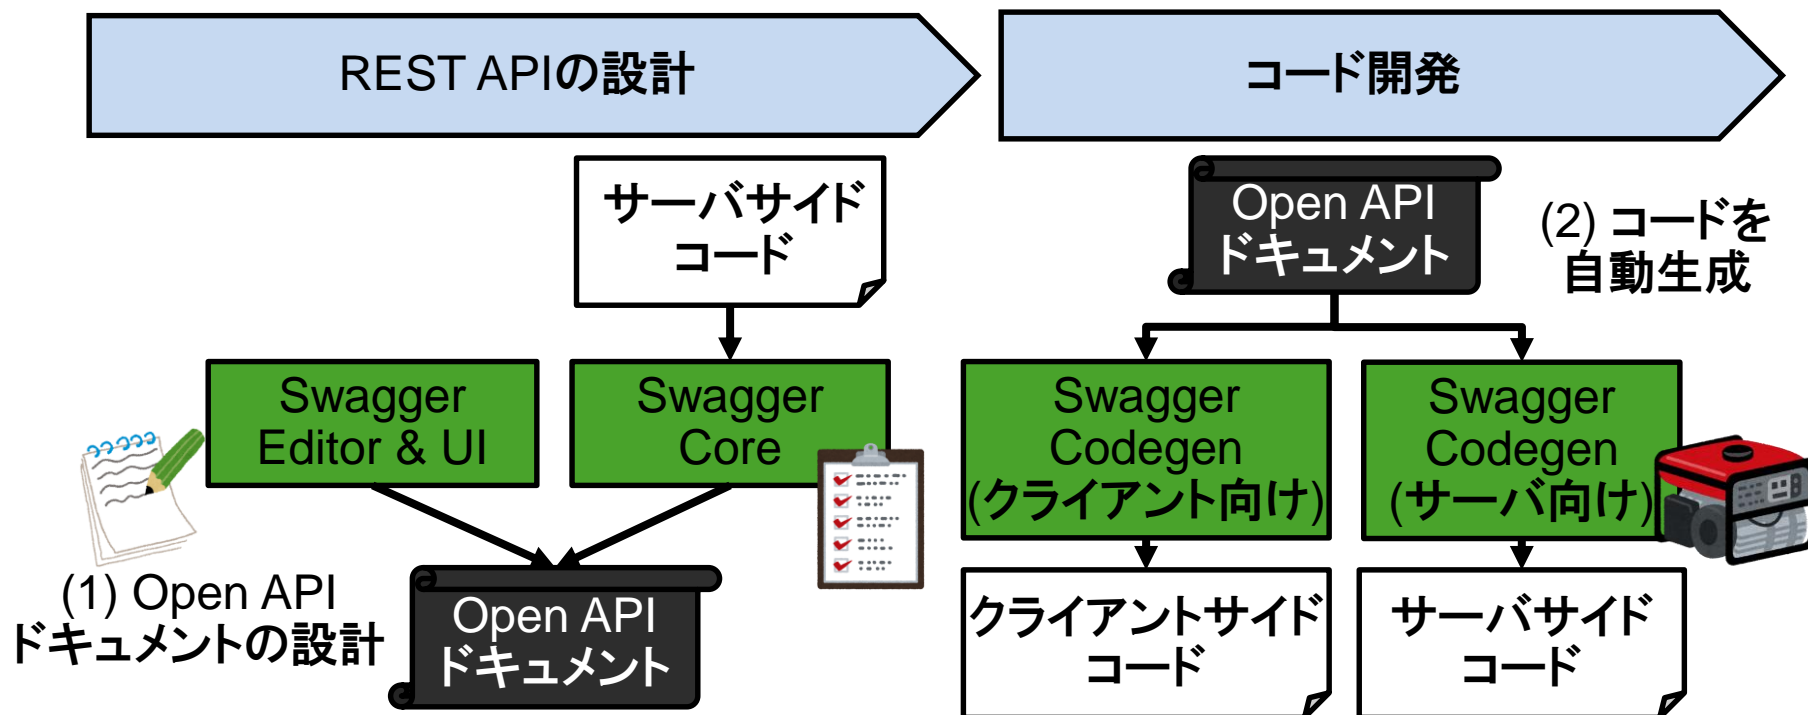 REST APIの設計
コード開発
サーバサイド
コード
Open API
ドキュメント
(2) コードを
自動生成
Swagger
Editor & UI
Swagger
Core
Swagger
Codegen
(クライアント向け)
Swagger
Codegen
(サーバ向け)
(1) Open API
ドキュメントの設計
Open API
ドキュメント
クライアントサイド
コード
サーバサイド
コード